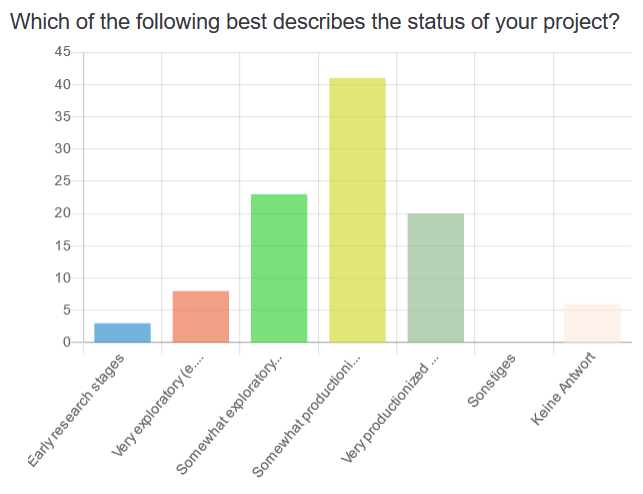 Which of the following best describes the status of your project?
45
40
35
30
25
20
15
10
5
0
Early research stages
Very exploratory (e....
Somewhat exploratory...
Somewhat productioni...
Very productionized ...
Sonstiges
Keine Antwort